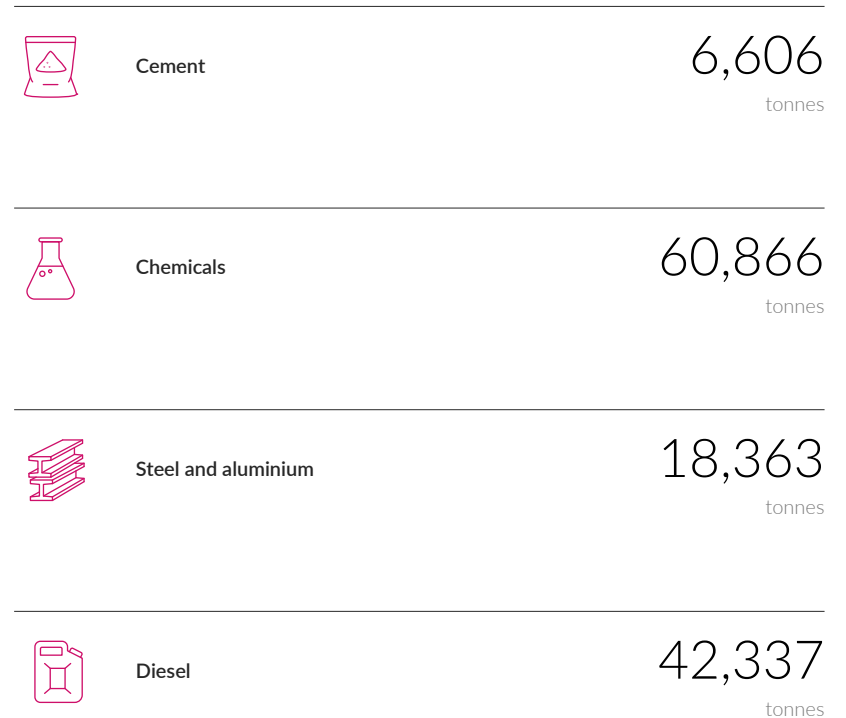 Cement
6,606
tonnes
Chemicals
60,866
tonnes
Steel and aluminium
18,363
tonnes
Diesel
42,337
tonnes